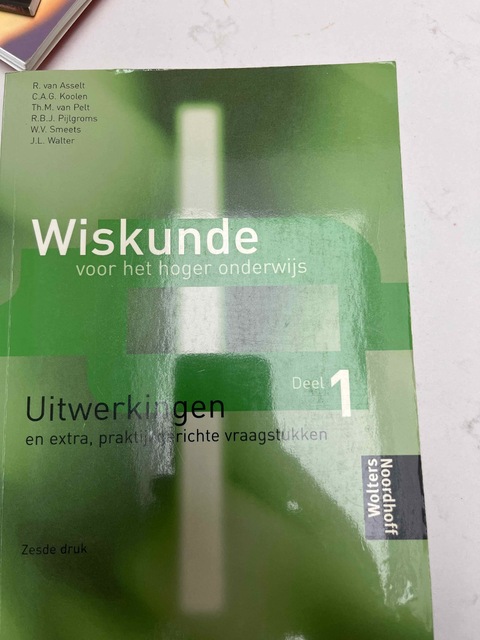 R. van Asselt
C.A.G. Koolen
Th.M. van Pelt
R.B.J. Pijlgroms
W.V. Smeets
J.L. Walter
Wiskunde
voor het hoger onderwijs
Deel 1
Uitwerkingen
en extra, praktijkgerichte vraagstukken
Wolters
Noordhoff
Zesde druk